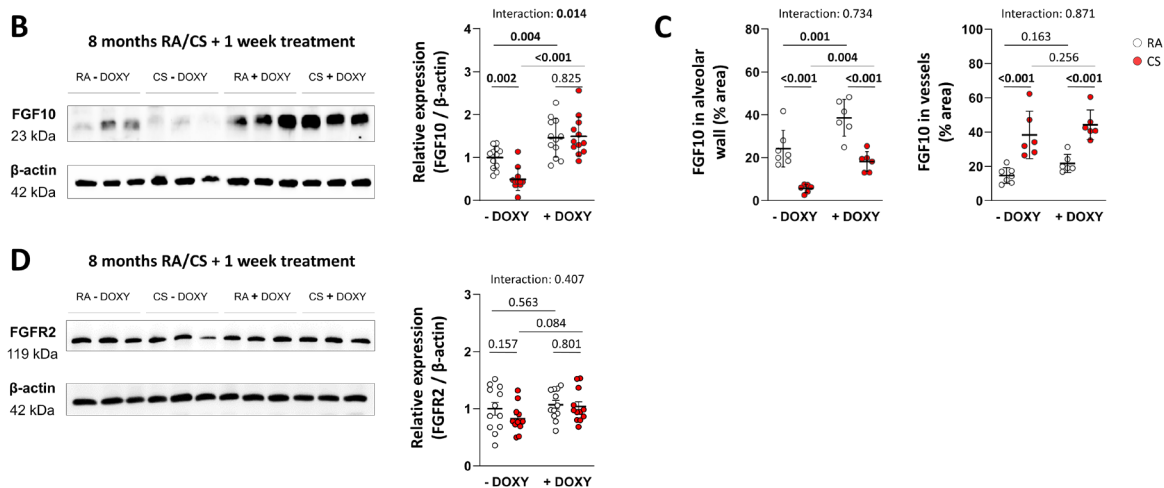 B
8 months RA/CS + 1 week treatment
RA - DOXY CS - DOXY RA + DOXY CS + DOXY
FGF10
23 kDa
β-actin
42 kDa
Interaction: 0.014
0.004
<0.001
0.002 0.825
Relative expression
(FGF10 / β-actin)
4
3
2
1
0
- DOXY + DOXY
C
Interaction: 0.734
0.001
0.004
<0.001 <0.001
FGF10 in alveolar
wall (% area)
80
60
40
20
0
- DOXY + DOXY
Interaction: 0.871
0.163
0.256
<0.001 <0.001
FGF10 in vessels
(% area)
100
80
60
40
20
0
- DOXY + DOXY
RA
CS
D
8 months RA/CS + 1 week treatment
RA - DOXY CS - DOXY RA + DOXY CS + DOXY
FGFR2
119 kDa
β-actin
42 kDa
Interaction: 0.407
0.563
0.084
0.157 0.801
Relative expression
(FGFR2 / β-actin)
3
2
1
0
- DOXY + DOXY